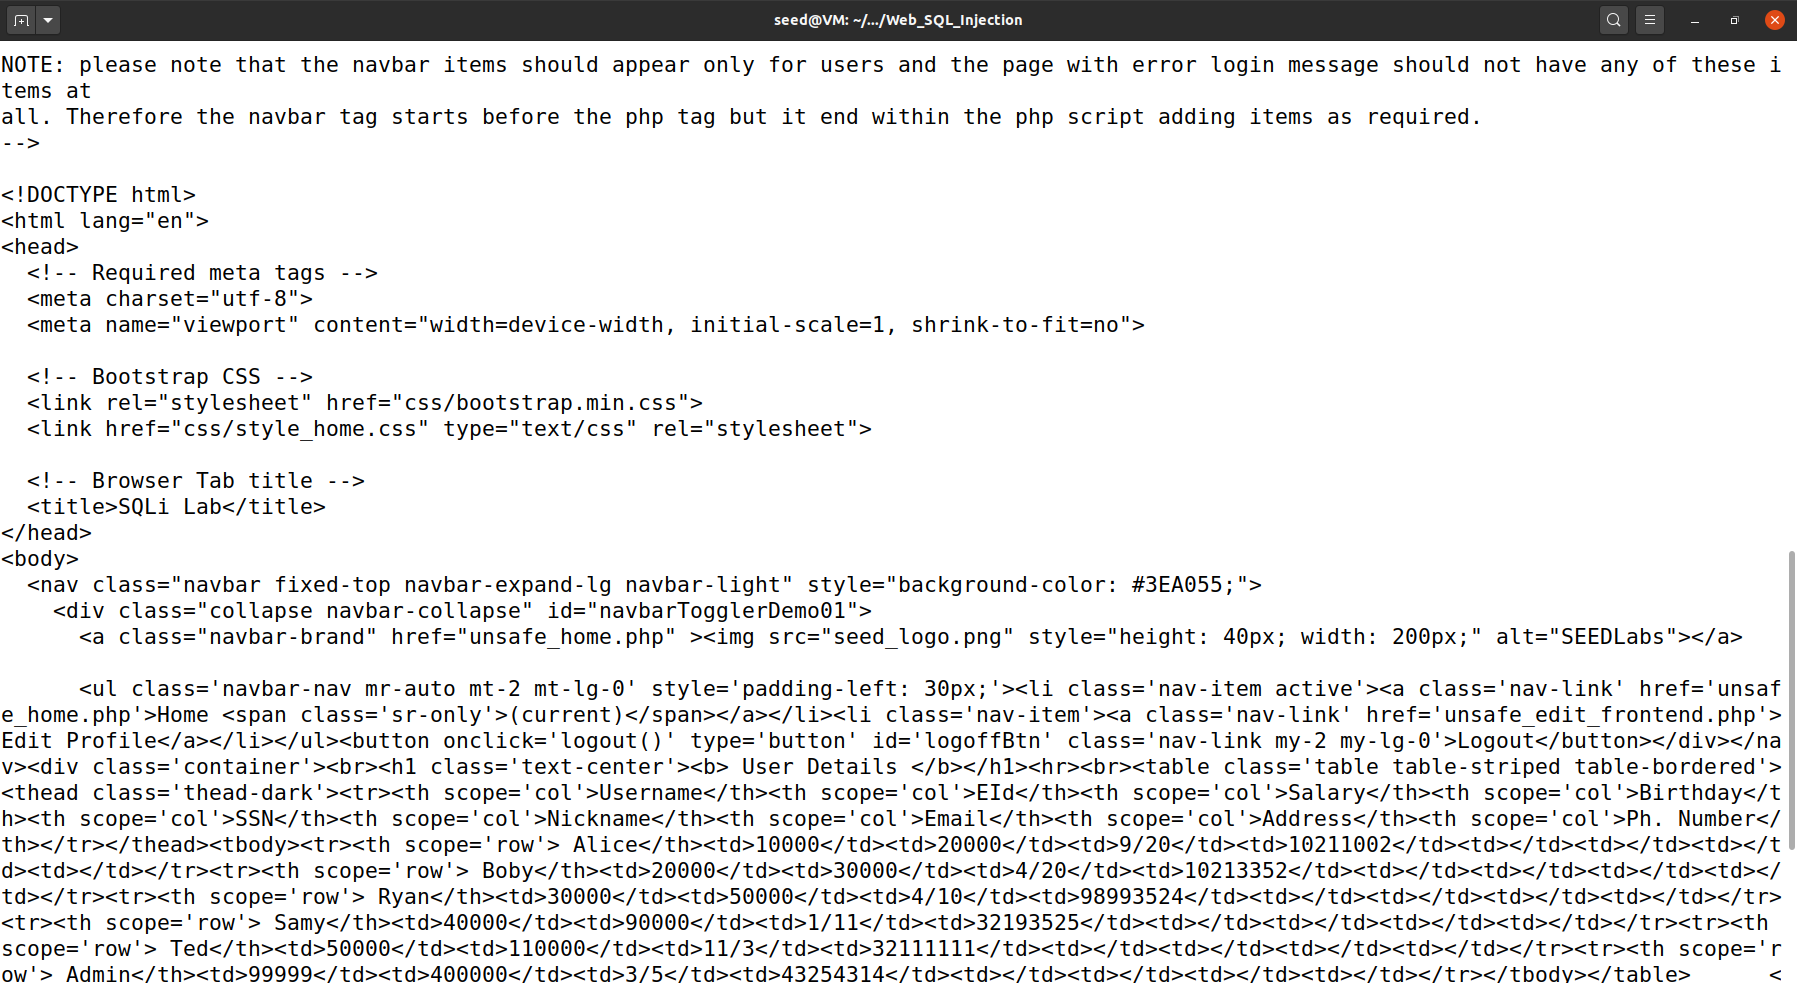 seed@VM: ~/.../Web_SQL_Injection
NOTE: please note that the navbar items should appear only for users and the page with error login message should not have any of these i
tems at
all. Therefore the navbar tag starts before the php tag but it end within the php script adding items as required.
-->
<!DOCTYPE html>
<html lang="en">
<head>
  <!-- Required meta tags -->
  <meta charset="utf-8">
  <meta name="viewport" content="width=device-width, initial-scale=1, shrink-to-fit=no">
  <!-- Bootstrap CSS -->
  <link rel="stylesheet" href="css/bootstrap.min.css">
  <link href="css/style_home.css" type="text/css" rel="stylesheet">
  <!-- Browser Tab title -->
  <title>SQLi Lab</title>
</head>
<body>
  <nav class="navbar fixed-top navbar-expand-lg navbar-light" style="background-color: #3EA055;">
    <div class="collapse navbar-collapse" id="navbarTogglerDemo01">
      <a class="navbar-brand" href="unsafe_home.php" ><img src="seed_logo.png" style="height: 40px; width: 200px;" alt="SEEDLabs"></a>
      <ul class='navbar-nav mr-auto mt-2 mt-lg-0' style='padding-left: 30px;'><li class='nav-item active'><a class='nav-link' href='unsaf
e_home.php'>Home <span class='sr-only'>(current)</span></a></li><li class='nav-item'><a class='nav-link' href='unsafe_edit_frontend.php'>
Edit Profile</a></li></ul><button onclick='logout()' type='button' id='logoffBtn' class='nav-link my-2 my-lg-0'>Logout</button></div></na
v><div class='container'><br><h1 class='text-center'><b> User Details </b></h1><hr><br><table class='table table-striped table-bordered'>
<thead class='thead-dark'><tr><th scope='col'>Username</th><th scope='col'>EId</th><th scope='col'>Salary</th><th scope='col'>Birthday</t
h><th scope='col'>SSN</th><th scope='col'>Nickname</th><th scope='col'>Email</th><th scope='col'>Address</th><th scope='col'>Ph. Number</
th></tr></thead><tbody><tr><th scope='row'> Alice</th><td>10000</td><td>20000</td><td>9/20</td><td>10211002</td><td></td><td></td><td></t
d><td></td></tr><tr><th scope='row'> Boby</th><td>20000</td><td>30000</td><td>4/20</td><td>10213352</td><td></td><td></td><td></td><td></
td></tr><tr><th scope='row'> Ryan</th><td>30000</td><td>50000</td><td>4/10</td><td>98993524</td><td></td><td></td><td></td><td></td></tr>
<tr><th scope='row'> Samy</th><td>40000</td><td>90000</td><td>1/11</td><td>32193525</td><td></td><td></td><td></td><td></td></tr><tr><th
scope='row'> Ted</th><td>50000</td><td>110000</td><td>11/3</td><td>32111111</td><td></td><td></td><td></td><td></td></tr><tr><th scope='r
ow'> Admin</th><td>99999</td><td>400000</td><td>3/5</td><td>43254314</td><td></td><td></td><td></td><td></td></tr></tbody></table>      <